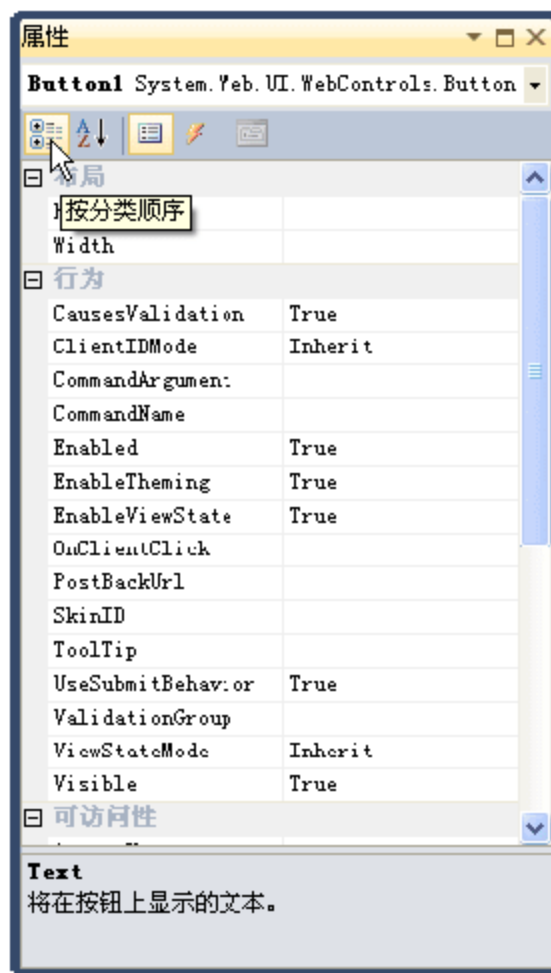 属性
Button1 System.Web.UI.WebControls.Button
布局
按分类顺序
Width
行为
CausesValidation True
ClientIDMode Inherit
CommandArgument
CommandName
Enabled True
EnableTheming True
EnableViewState True
OnClientClick
PostBackUrl
SkinID
ToolTip
UseSubmitBehavior True
ValidationGroup
ViewStateMode Inherit
Visible True
可访问性
Text
将在按钮上显示的文本。